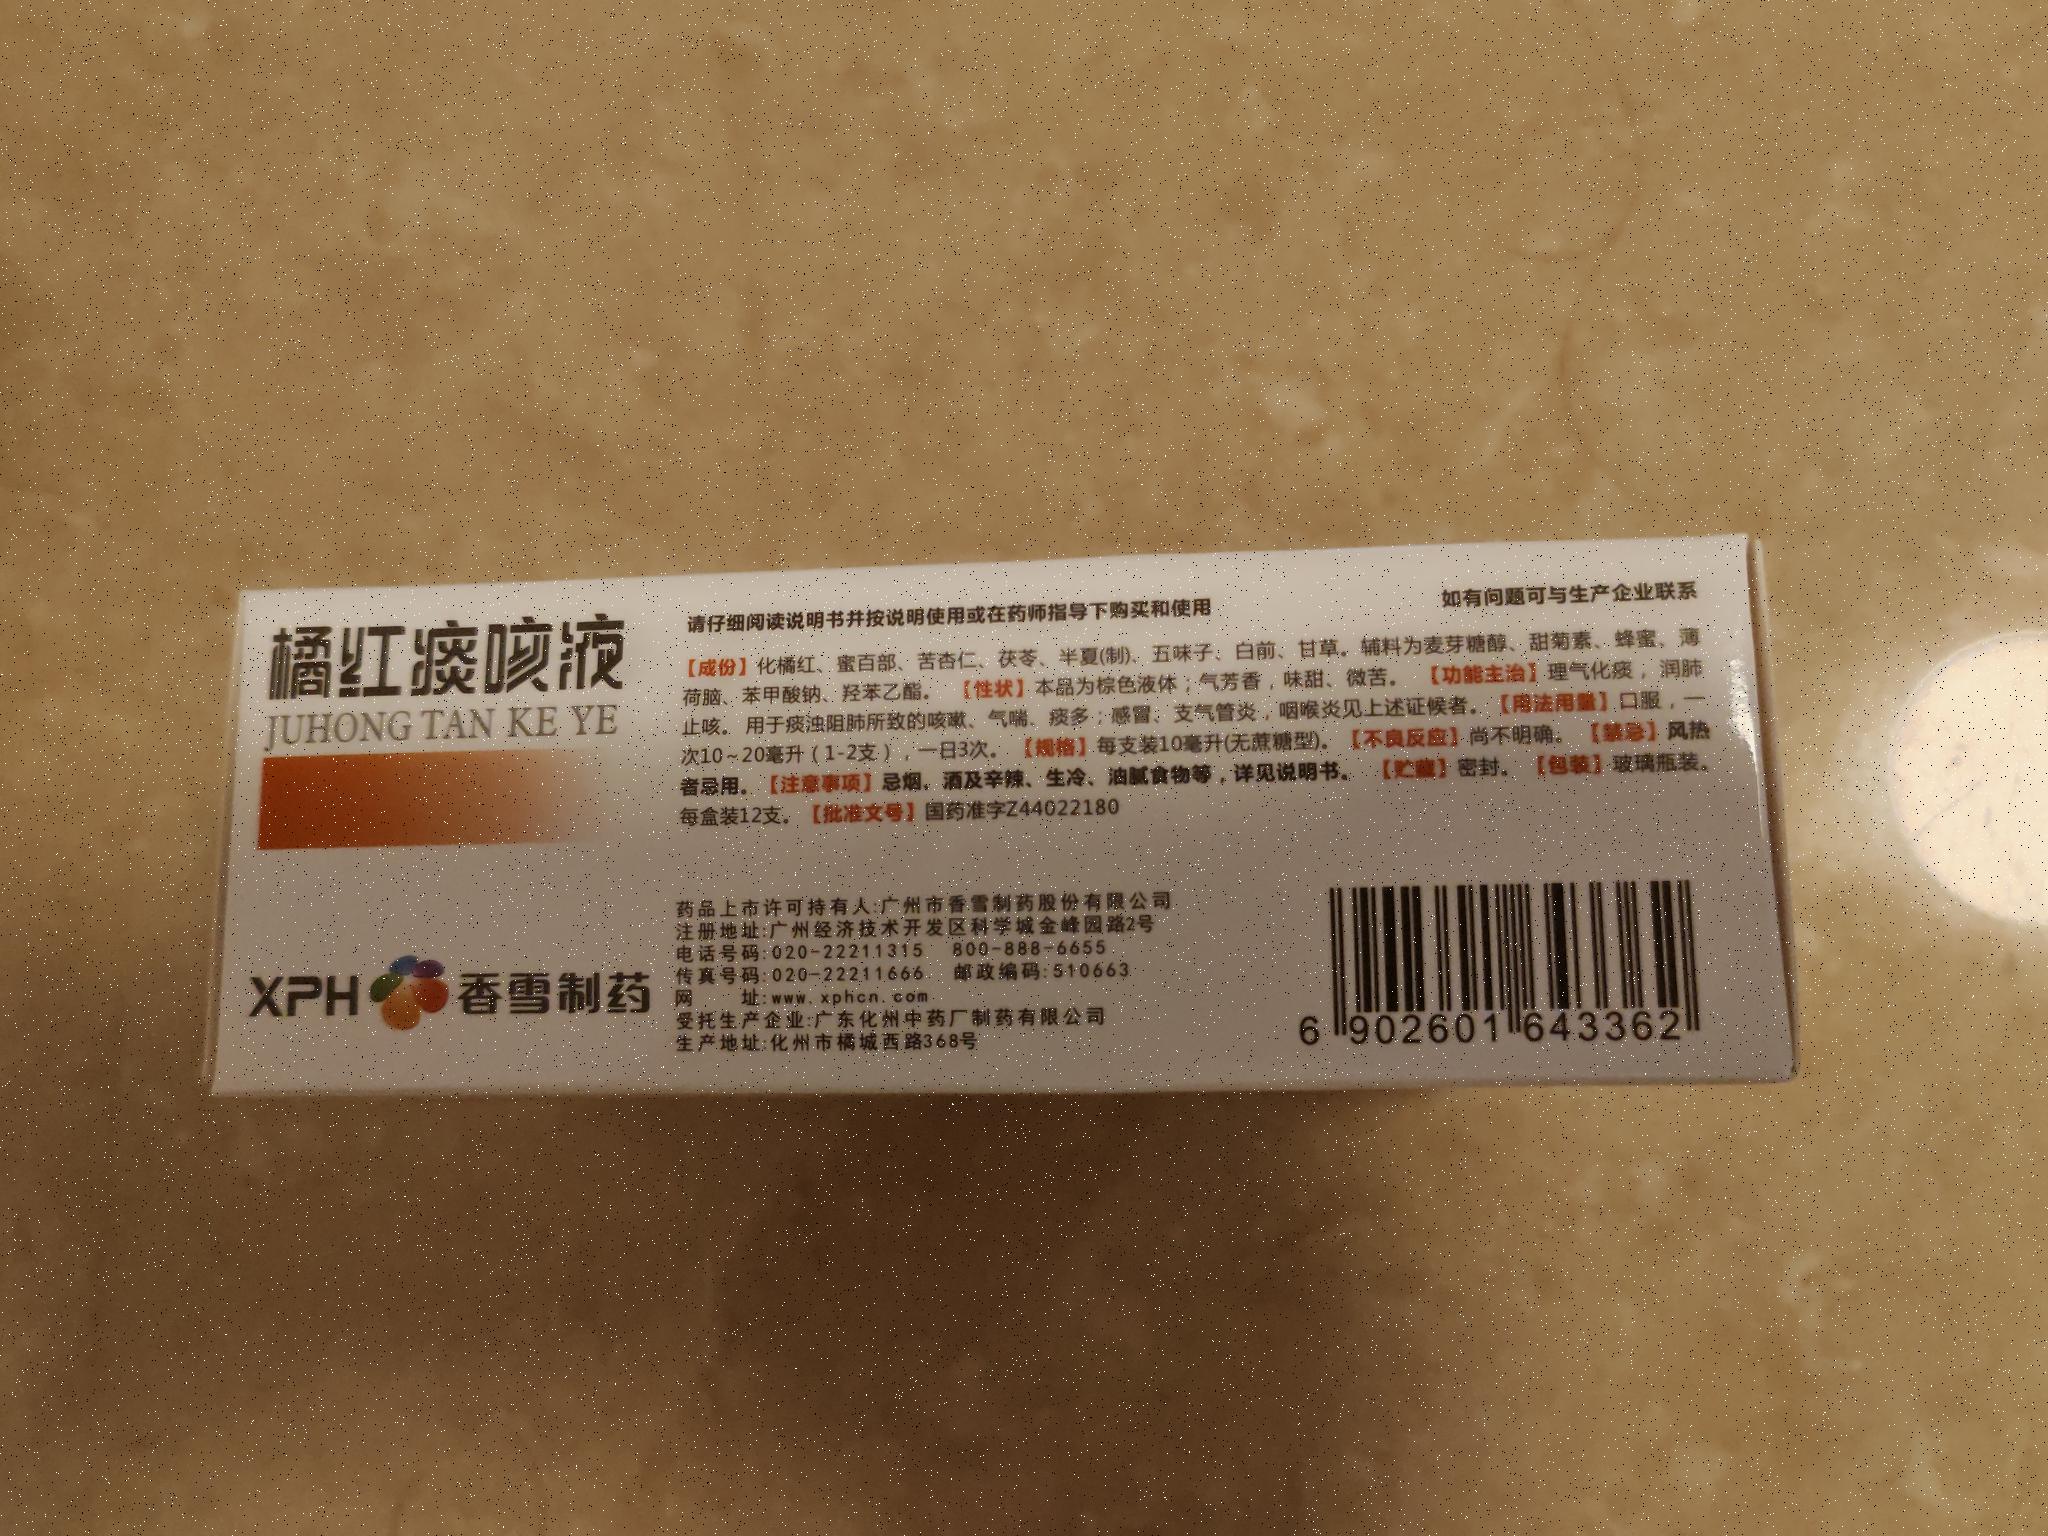 橘红痰咳液
JUHONG TAN KE YE
XPH 香雪制药
请仔细阅读说明书并按说明使用或在药师指导下购买和使用
如有问题可与生产企业联系
【成份】化橘红、蜜百部、苦杏仁、茯苓、半夏(制)、五味子、白前、甘草。辅料为麦芽糖醇、甜菊素、蜂蜜、薄
荷脑、苯甲酸钠、羟苯乙酯。【性状】本品为棕色液体；气芳香，味甜、微苦。【功能主治】理气化痰，润肺
止咳。用于痰浊阻肺所致的咳嗽、气喘、痰多；感冒、支气管炎，咽喉炎见上述证候者。【用法用量】口服，一
次10~20毫升（1-2支），一日3次。【规格】每支装10毫升(无蔗糖型)。【不良反应】尚不明确。【禁忌】风热
者忌用。【注意事项】忌烟，酒及辛辣、生冷、油腻食物等，详见说明书。【贮藏】密封。【包装】玻璃瓶装。
每盒装12支。【批准文号】国药准字Z44022180
药品上市许可持有人:广州市香雪制药股份有限公司
注册地址:广州经济技术开发区科学城金峰园路2号
电话号码:020-22211315 800-888-6655
传真号码:020-22211666 邮政编码:510663
网 址:www.xphcn.com
受托生产企业:广东化州中药厂制药有限公司
生产地址:化州市橘城西路368号
6 902601 643362